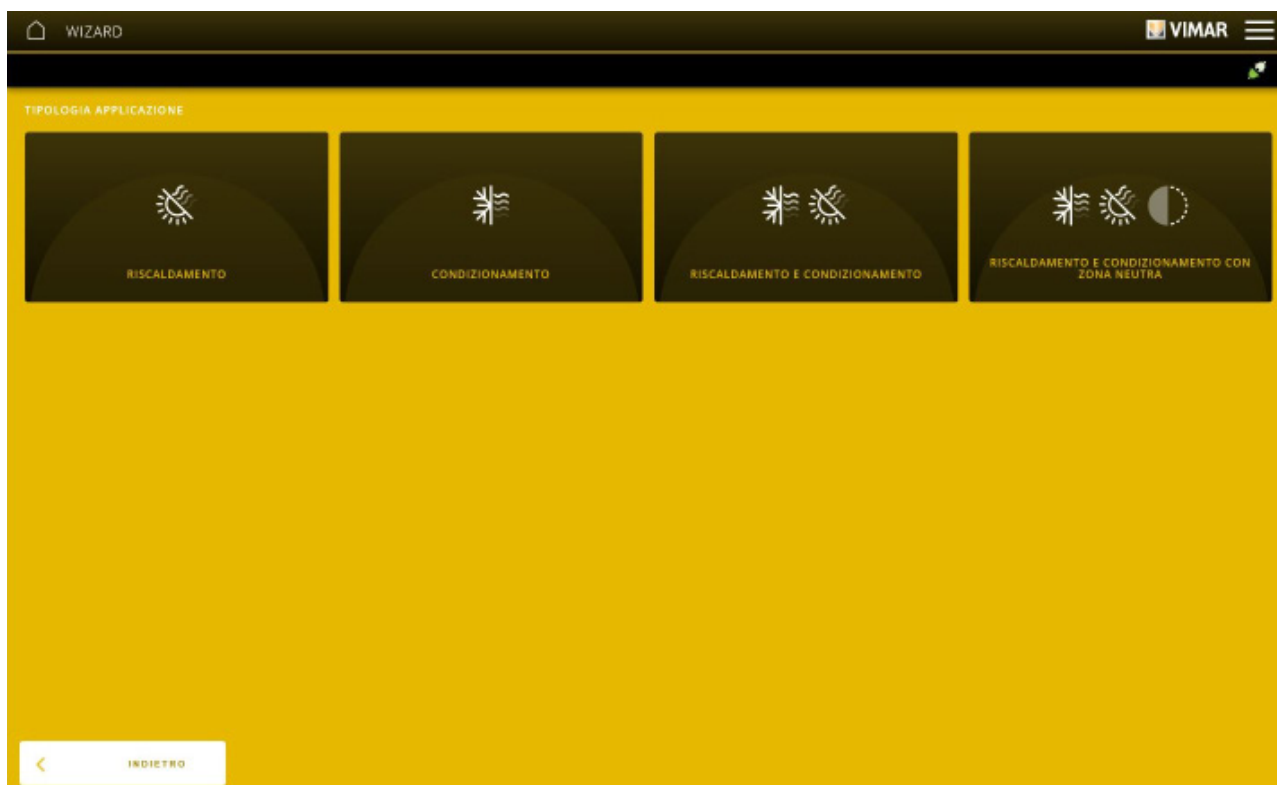 WIZARD
VIMAR
TIPOLOGIA APPLICAZIONE
RISCALDAMENTO
CONDIZIONAMENTO
RISCALDAMENTO E CONDIZIONAMENTO
RISCALDAMENTO E CONDIZIONAMENTO CON
ZONA NEUTRA
INDIETRO